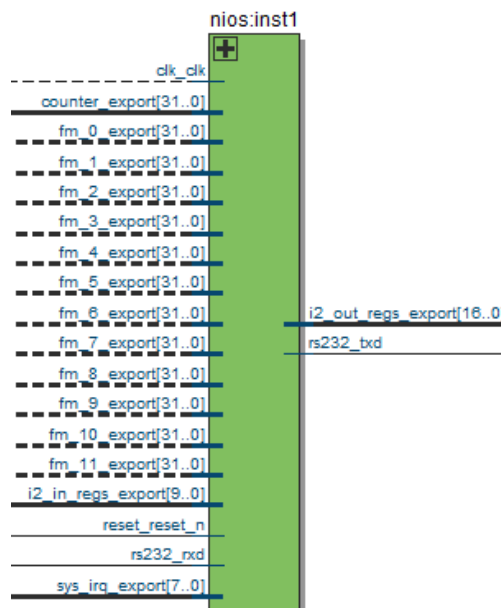 nios:inst1
clk_clk
counter_export[31..0]
fm_0_export[31..0]
fm_1_export[31..0]
fm_2_export[31..0]
fm_3_export[31..0]
fm_4_export[31..0]
fm_5_export[31..0]
fm_6_export[31..0]
i2_out_regs_export[16..0]
fm_7_export[31..0]
rs232_txd
fm_8_export[31..0]
fm_9_export[31..0]
fm_10_export[31..0]
fm_11_export[31..0]
i2_in_regs_export[9..0]
reset_reset_n
rs232_rxd
sys_irq_export[7..0]